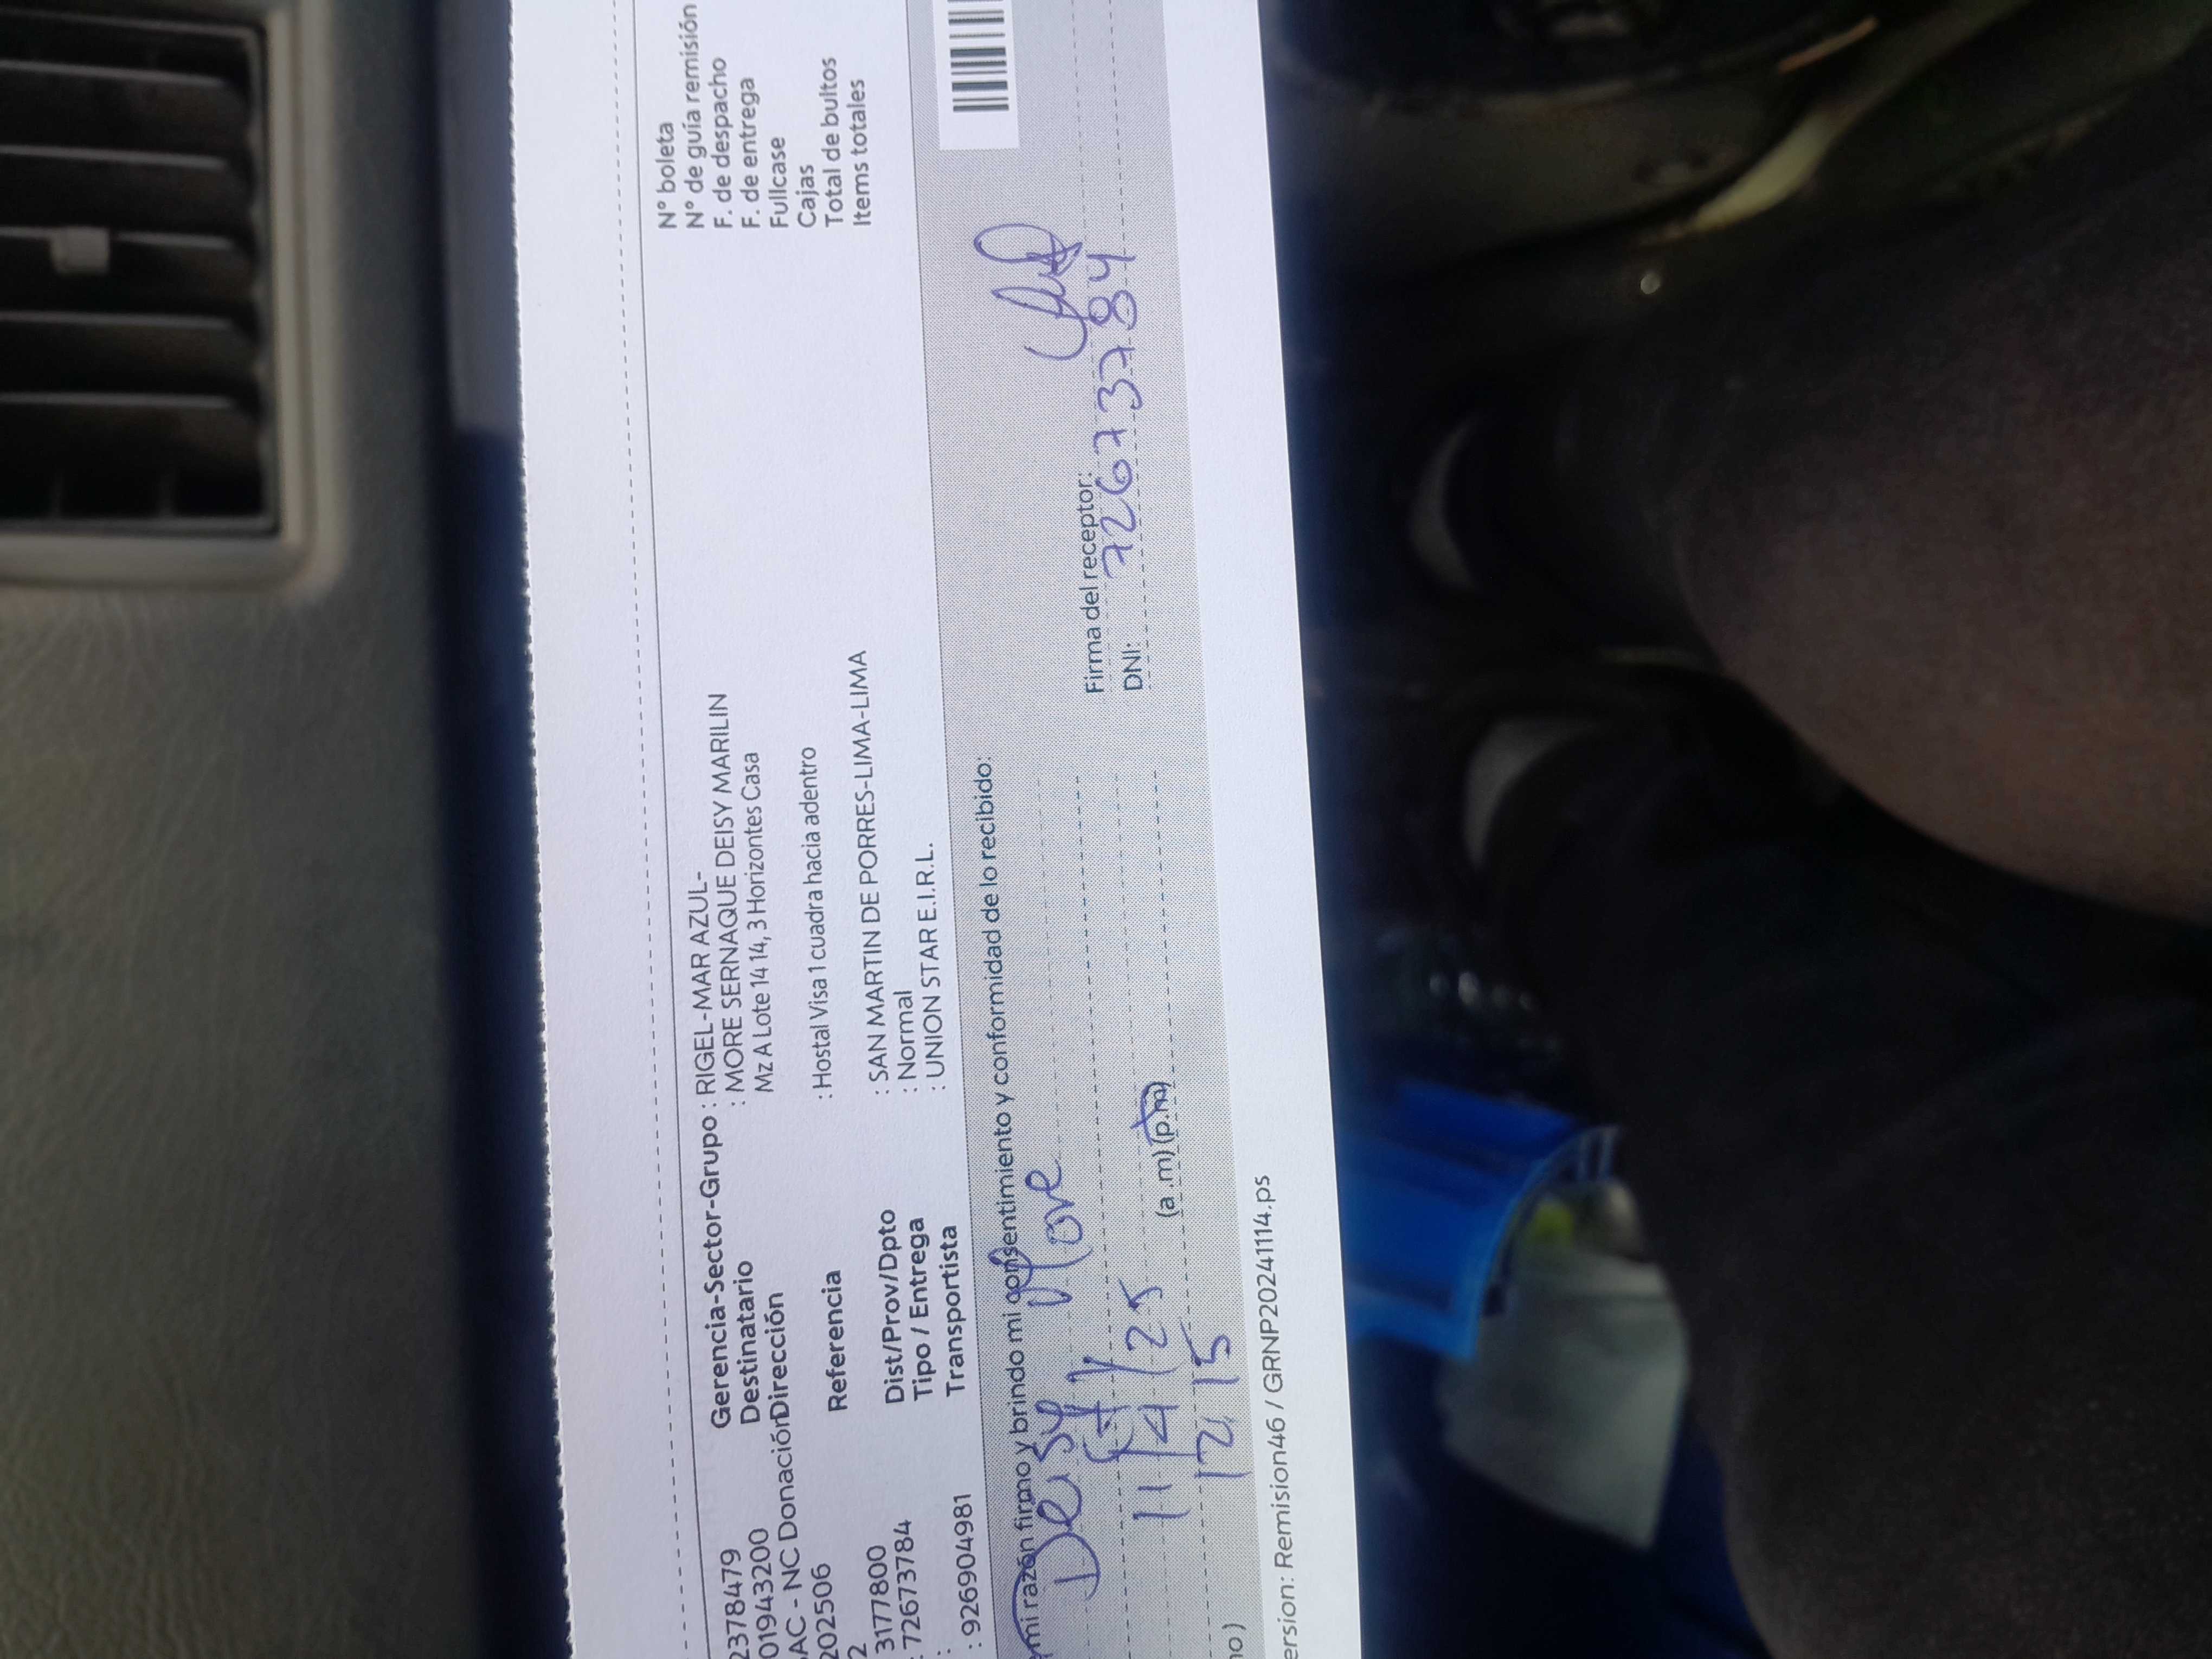 2378479 Gerencia-Sector-Grupo : RIGEL-MAR AZUL- N° boleta
01943200 Destinatario : MORE SERNAQUE DEISY MARILIN N° de guía remisión
AC - NC DonaciónDirección Mz A Lote 14 14, 3 Horizontes Casa F. de despacho
202506 F. de entrega
2 Referencia : Hostal Visa 1 cuadra hacia adentro Fullcase
3177800 Dist/Prov/Dpto : SAN MARTIN DE PORRES-LIMA-LIMA Cajas
: 72673784 Tipo / Entrega : Normal Total de bultos
: 926904981 Transportista : UNION STAR E.I.R.L. Items totales
mi razón firmo y brindo mi consentimiento y conformidad de lo recibido:
Deisy More
(T)
11/4/25 Firma del receptor:
12 15 (a .m) (p.m) DNI: 72673784
no)
ersion: Remision46 / GRNP20241114.ps